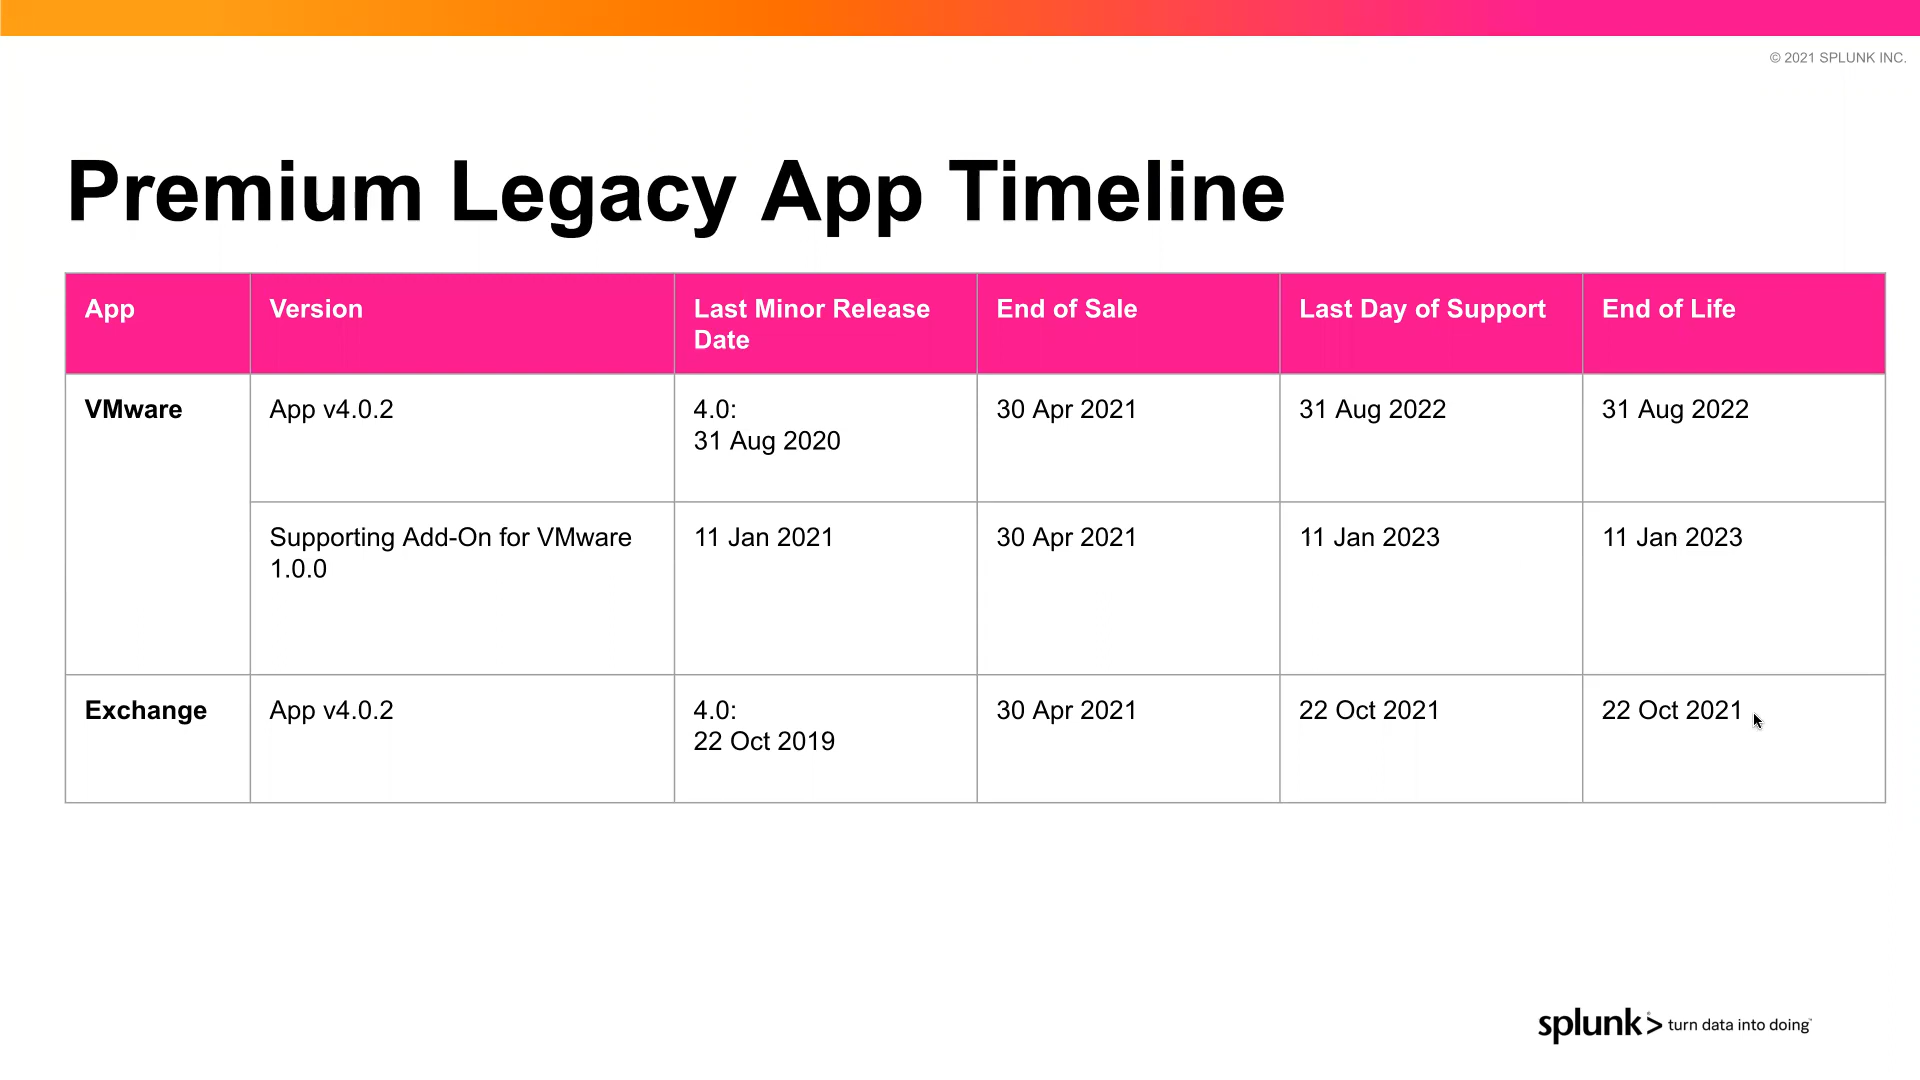 © 2021 SPLUNK INC.
Premium Legacy App Timeline
App Version Last Minor Release Date End of Sale Last Day of Support End of Life
VMware App v4.0.2 4.0: 31 Aug 2020 30 Apr 2021 31 Aug 2022 31 Aug 2022
Supporting Add-On for VMware 1.0.0 11 Jan 2021 30 Apr 2021 11 Jan 2023 11 Jan 2023
Exchange App v4.0.2 4.0: 22 Oct 2019 30 Apr 2021 22 Oct 2021 22 Oct 2021
splunk> turn data into doing™